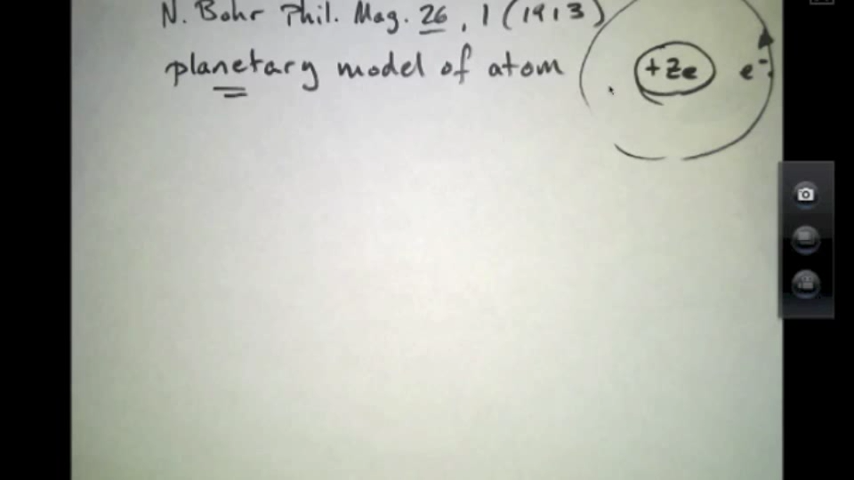 N. Bohr Phil. Mag. 26, 1 (1913)
planetary model of atom
+Ze
e-